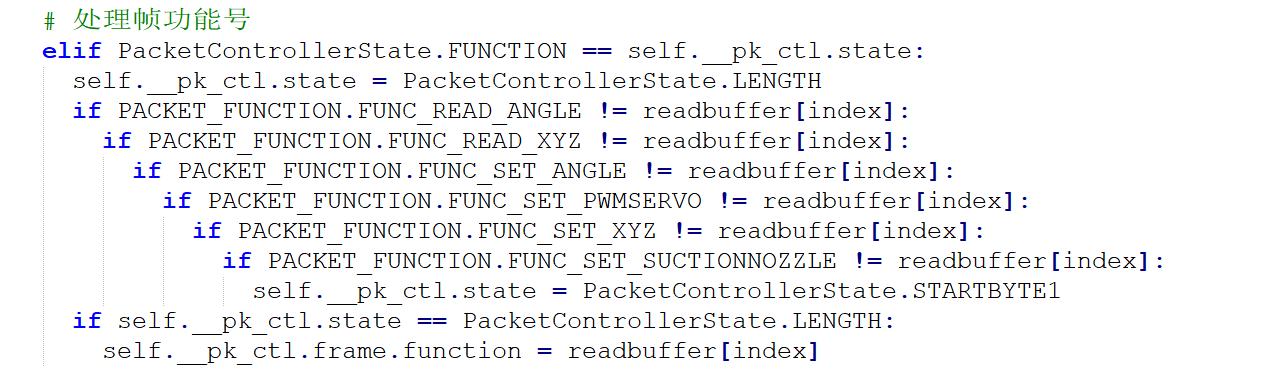 # 处理帧功能号
elif PacketControllerState.FUNCTION == self.__pk_ctl.state:
self.__pk_ctl.state = PacketControllerState.LENGTH
if PACKET_FUNCTION.FUNC_READ_ANGLE != readbuffer[index]:
if PACKET_FUNCTION.FUNC_READ_XYZ != readbuffer[index]:
if PACKET_FUNCTION.FUNC_SET_ANGLE != readbuffer[index]:
if PACKET_FUNCTION.FUNC_SET_PWMSERVO != readbuffer[index]:
if PACKET_FUNCTION.FUNC_SET_XYZ != readbuffer[index]:
if PACKET_FUNCTION.FUNC_SET_SUCTIONNOZZLE != readbuffer[index]:
self.__pk_ctl.state = PacketControllerState.STARTBYTE1
if self.__pk_ctl.state == PacketControllerState.LENGTH:
self.__pk_ctl.frame.function = readbuffer[index]